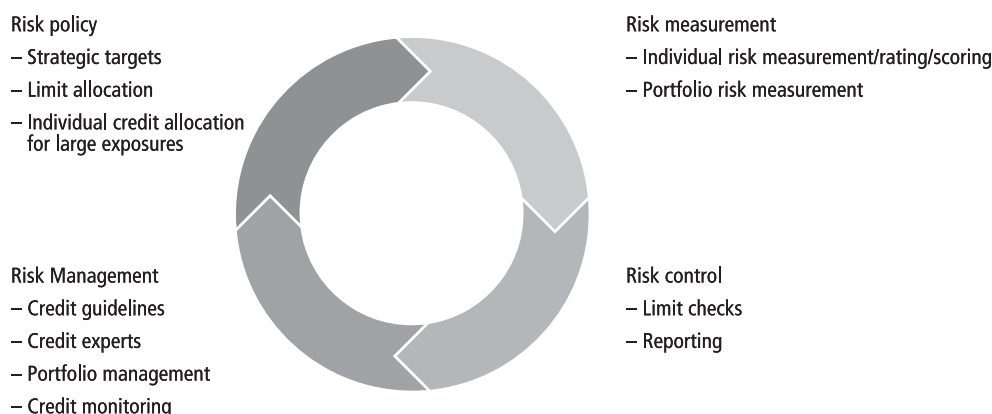 Risk policy
– Strategic targets
– Limit allocation
– Individual credit allocation
for large exposures
Risk measurement
– Individual risk measurement/rating/scoring
– Portfolio risk measurement
Risk Management
– Credit guidelines
– Credit experts
– Portfolio management
– Credit monitoring
Risk control
– Limit checks
– Reporting